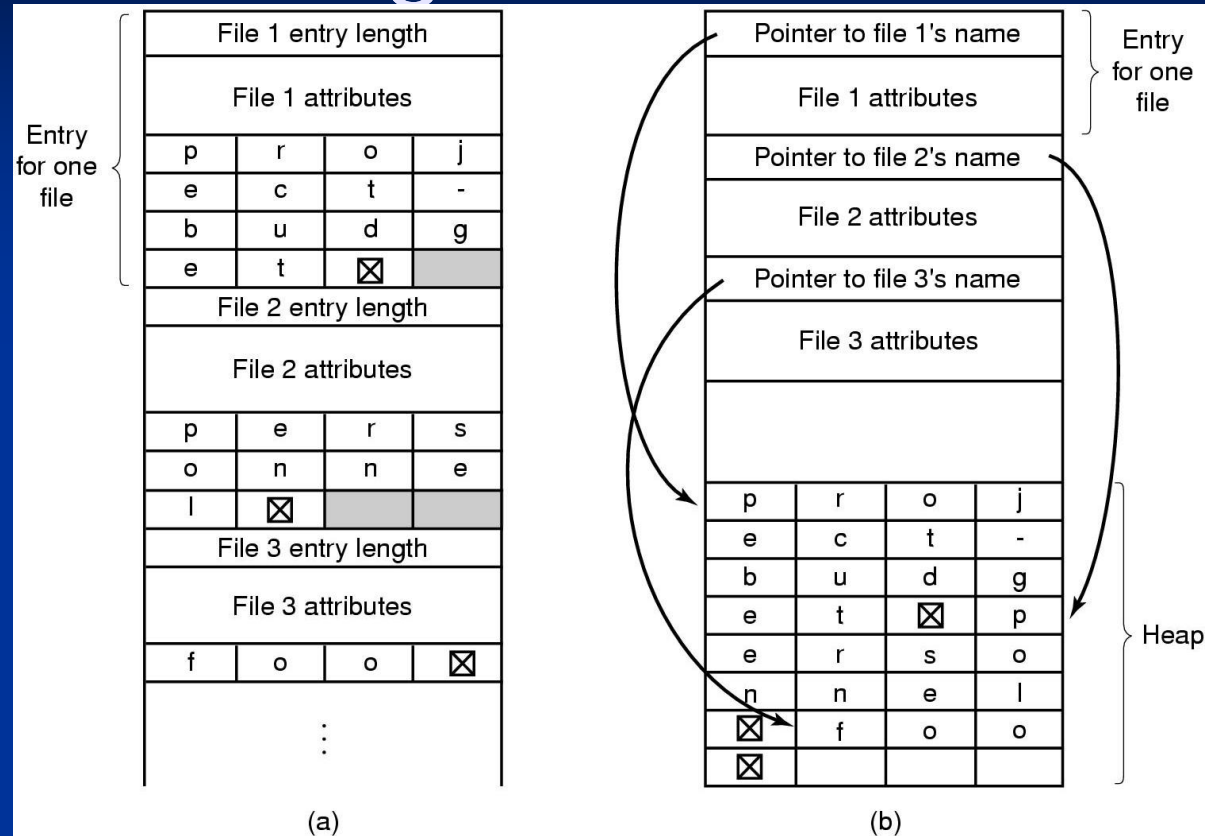 File 1 entry length
File 1 attributes
Entry
for one
file
p r o j
e c t -
b u d g
e t
File 2 entry length
File 2 attributes
p e r s
o n n e
l
File 3 entry length
File 3 attributes
f o o
(a)
Pointer to file 1's name
File 1 attributes
Entry
for one
file
Pointer to file 2's name
File 2 attributes
Pointer to file 3's name
File 3 attributes
p r o j
e c t -
b u d g
e t p
e r s o
n n e l
f o o
Heap
(b)